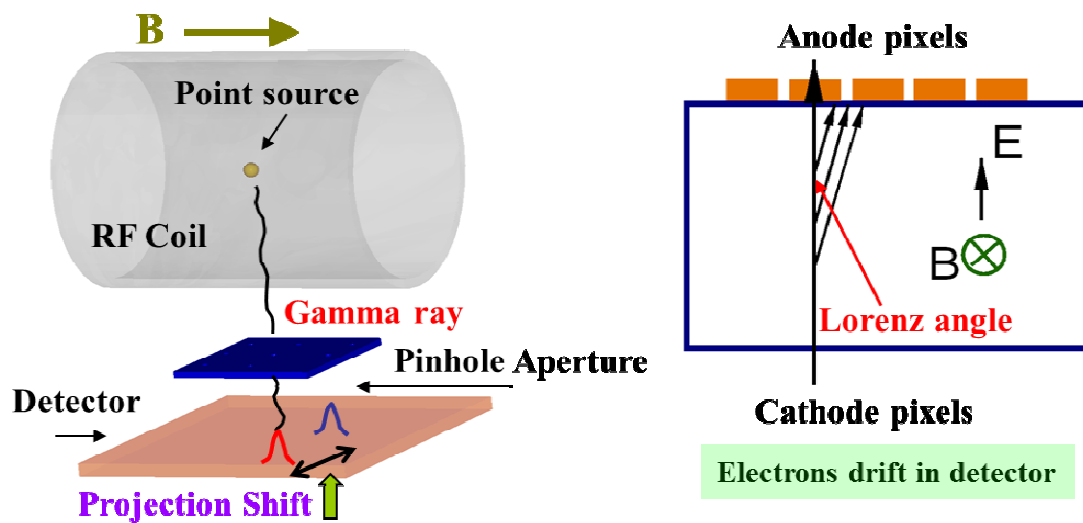 B
Point source
RF Coil
Gamma ray
Pinhole Aperture
Detector
Projection Shift
Anode pixels
E
B
Lorenz angle
Cathode pixels
Electrons drift in detector